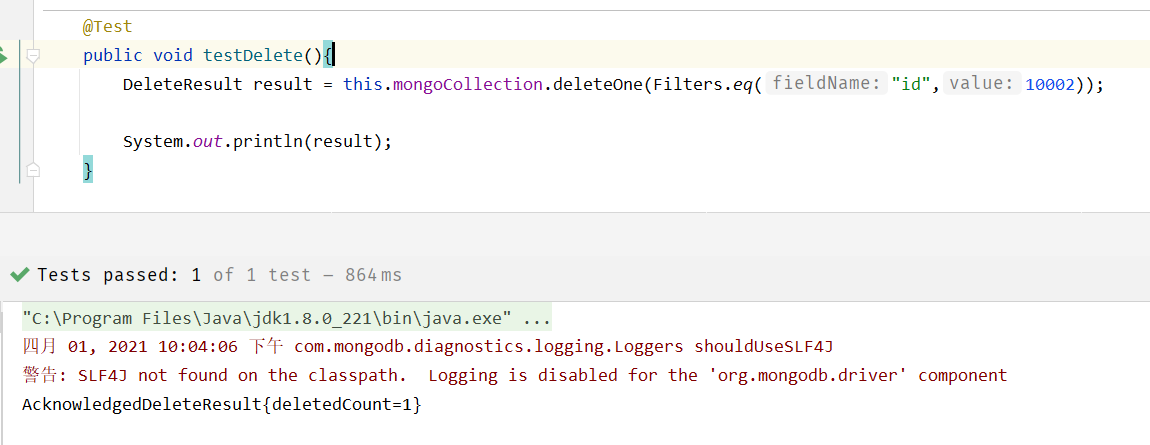 @Test
public void testDelete(){
DeleteResult result = this.mongoCollection.deleteOne(Filters.eq( fieldName: "id", value: 10002));
System.out.println(result);
}
Tests passed: 1 of 1 test – 864 ms
"C:\Program Files\Java\jdk1.8.0_221\bin\java.exe" ...
四月 01, 2021 10:04:06 下午 com.mongodb.diagnostics.logging.Loggers shouldUseSLF4J
警告: SLF4J not found on the classpath.  Logging is disabled for the 'org.mongodb.driver' component
AcknowledgedDeleteResult{deletedCount=1}